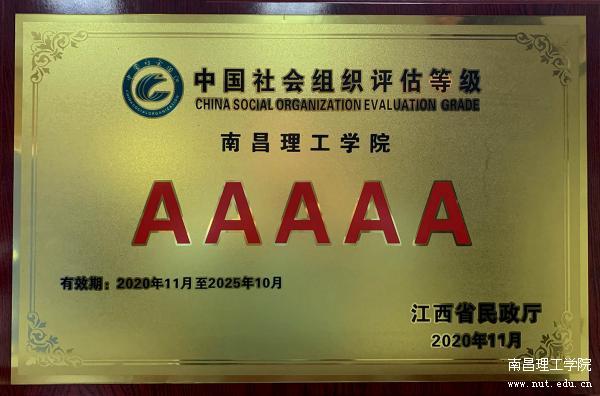 中国社会组织评估等级
CHINA SOCIAL ORGANIZATION EVALUATION GRADE
南昌理工学院
AAAAA
有效期：2020年11月至2025年10月
江西省民政厅
2020年11月
南昌理工学院
www.nut.edu.cn